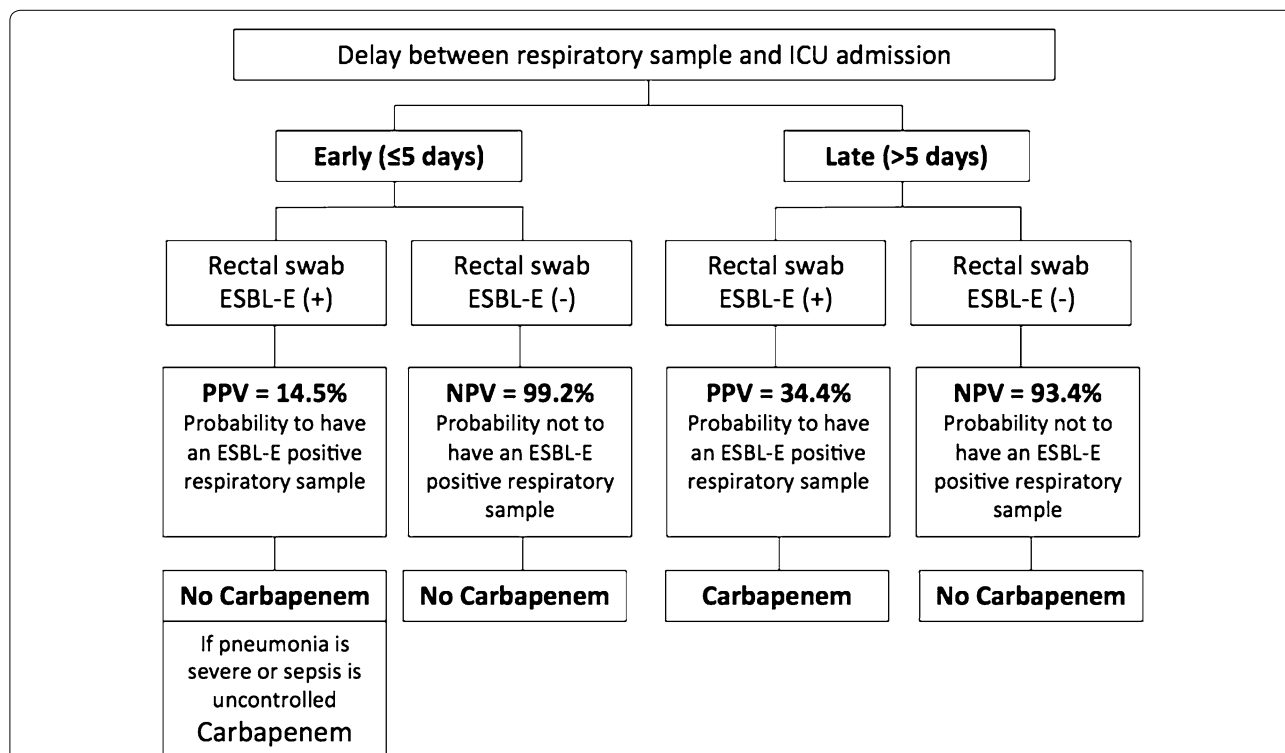 Delay between respiratory sample and ICU admission
Early (≤5 days)
Late (>5 days)
Rectal swab
ESBL-E (+)
Rectal swab
ESBL-E (-)
Rectal swab
ESBL-E (+)
Rectal swab
ESBL-E (-)
PPV = 14.5%
Probability to have
an ESBL-E positive
respiratory sample
NPV = 99.2%
Probability not to
have an ESBL-E
positive respiratory
sample
PPV = 34.4%
Probability to have
an ESBL-E positive
respiratory sample
NPV = 93.4%
Probability not to
have an ESBL-E
positive respiratory
sample
No Carbapenem
If pneumonia is
severe or sepsis is
uncontrolled
Carbapenem
No Carbapenem
Carbapenem
No Carbapenem